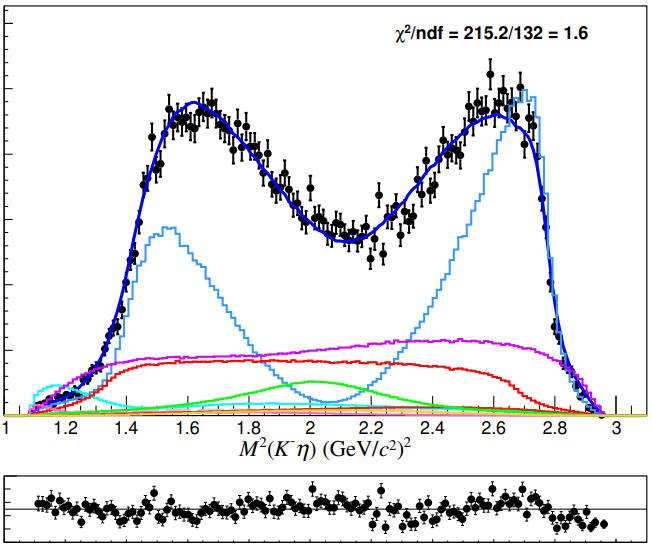 χ²/ndf = 215.2/132 = 1.6
1 1.2 1.4 1.6 1.8 2 2.2 2.4 2.6 2.8 3
M²(K⁻η) (GeV/c²)²